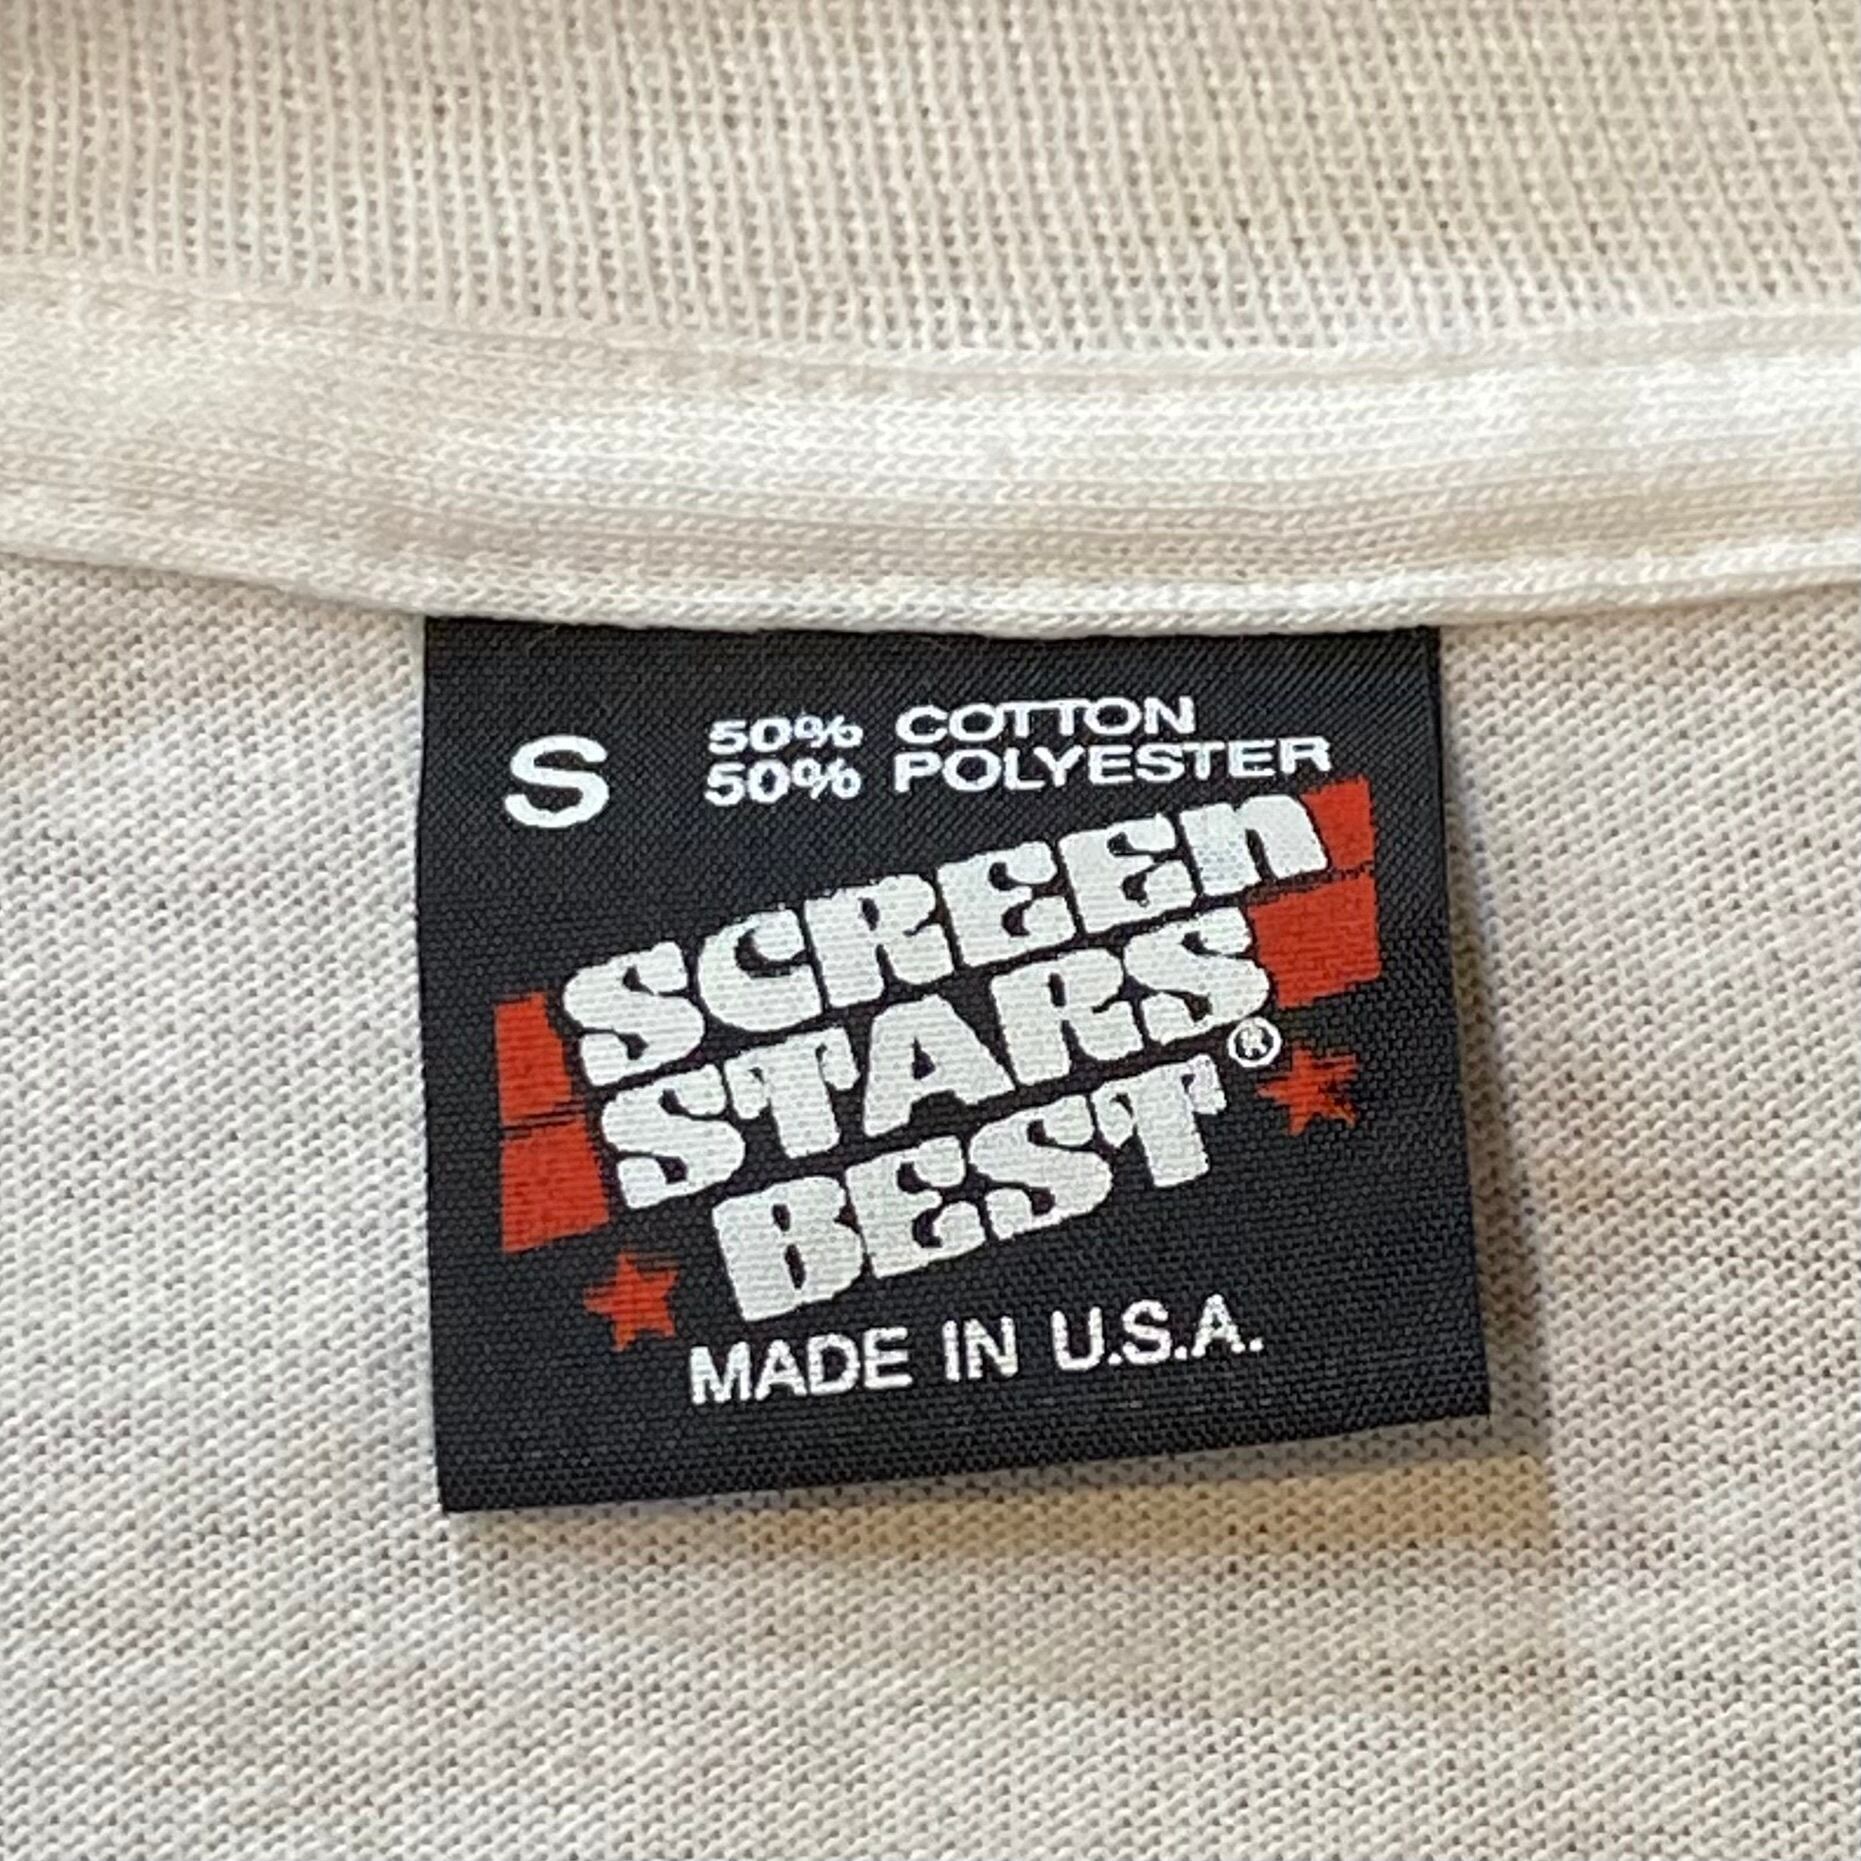 S 50% COTTON
50% POLYESTER
SCREEN
STARS
BEST®
MADE IN U.S.A.